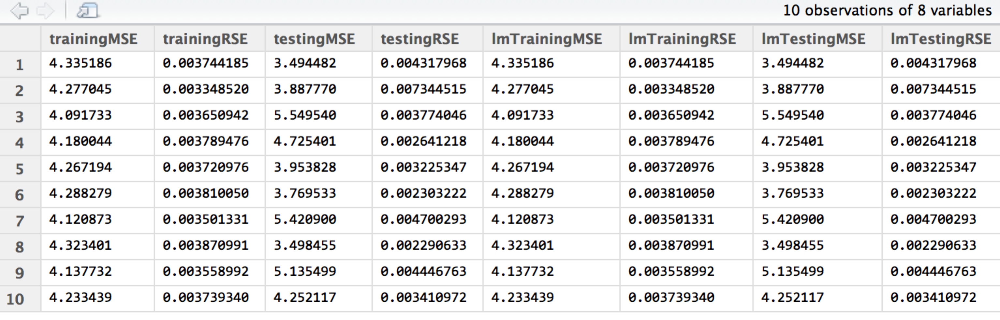 10 observations of 8 variables
trainingMSE trainingRSE testingMSE testingRSE lmTrainingMSE lmTrainingRSE lmTestingMSE lmTestingRSE
1 4.335186 0.003744185 3.494482 0.004317968 4.335186 0.003744185 3.494482 0.004317968
2 4.277045 0.003348520 3.887770 0.007344515 4.277045 0.003348520 3.887770 0.007344515
3 4.091733 0.003650942 5.549540 0.003774046 4.091733 0.003650942 5.549540 0.003774046
4 4.180044 0.003789476 4.725401 0.002641218 4.180044 0.003789476 4.725401 0.002641218
5 4.267194 0.003720976 3.953828 0.003225347 4.267194 0.003720976 3.953828 0.003225347
6 4.288279 0.003810050 3.769533 0.002303222 4.288279 0.003810050 3.769533 0.002303222
7 4.120873 0.003501331 5.420900 0.004700293 4.120873 0.003501331 5.420900 0.004700293
8 4.323401 0.003870991 3.498455 0.002290633 4.323401 0.003870991 3.498455 0.002290633
9 4.137732 0.003558992 5.135499 0.004446763 4.137732 0.003558992 5.135499 0.004446763
10 4.233439 0.003739340 4.252117 0.003410972 4.233439 0.003739340 4.252117 0.003410972